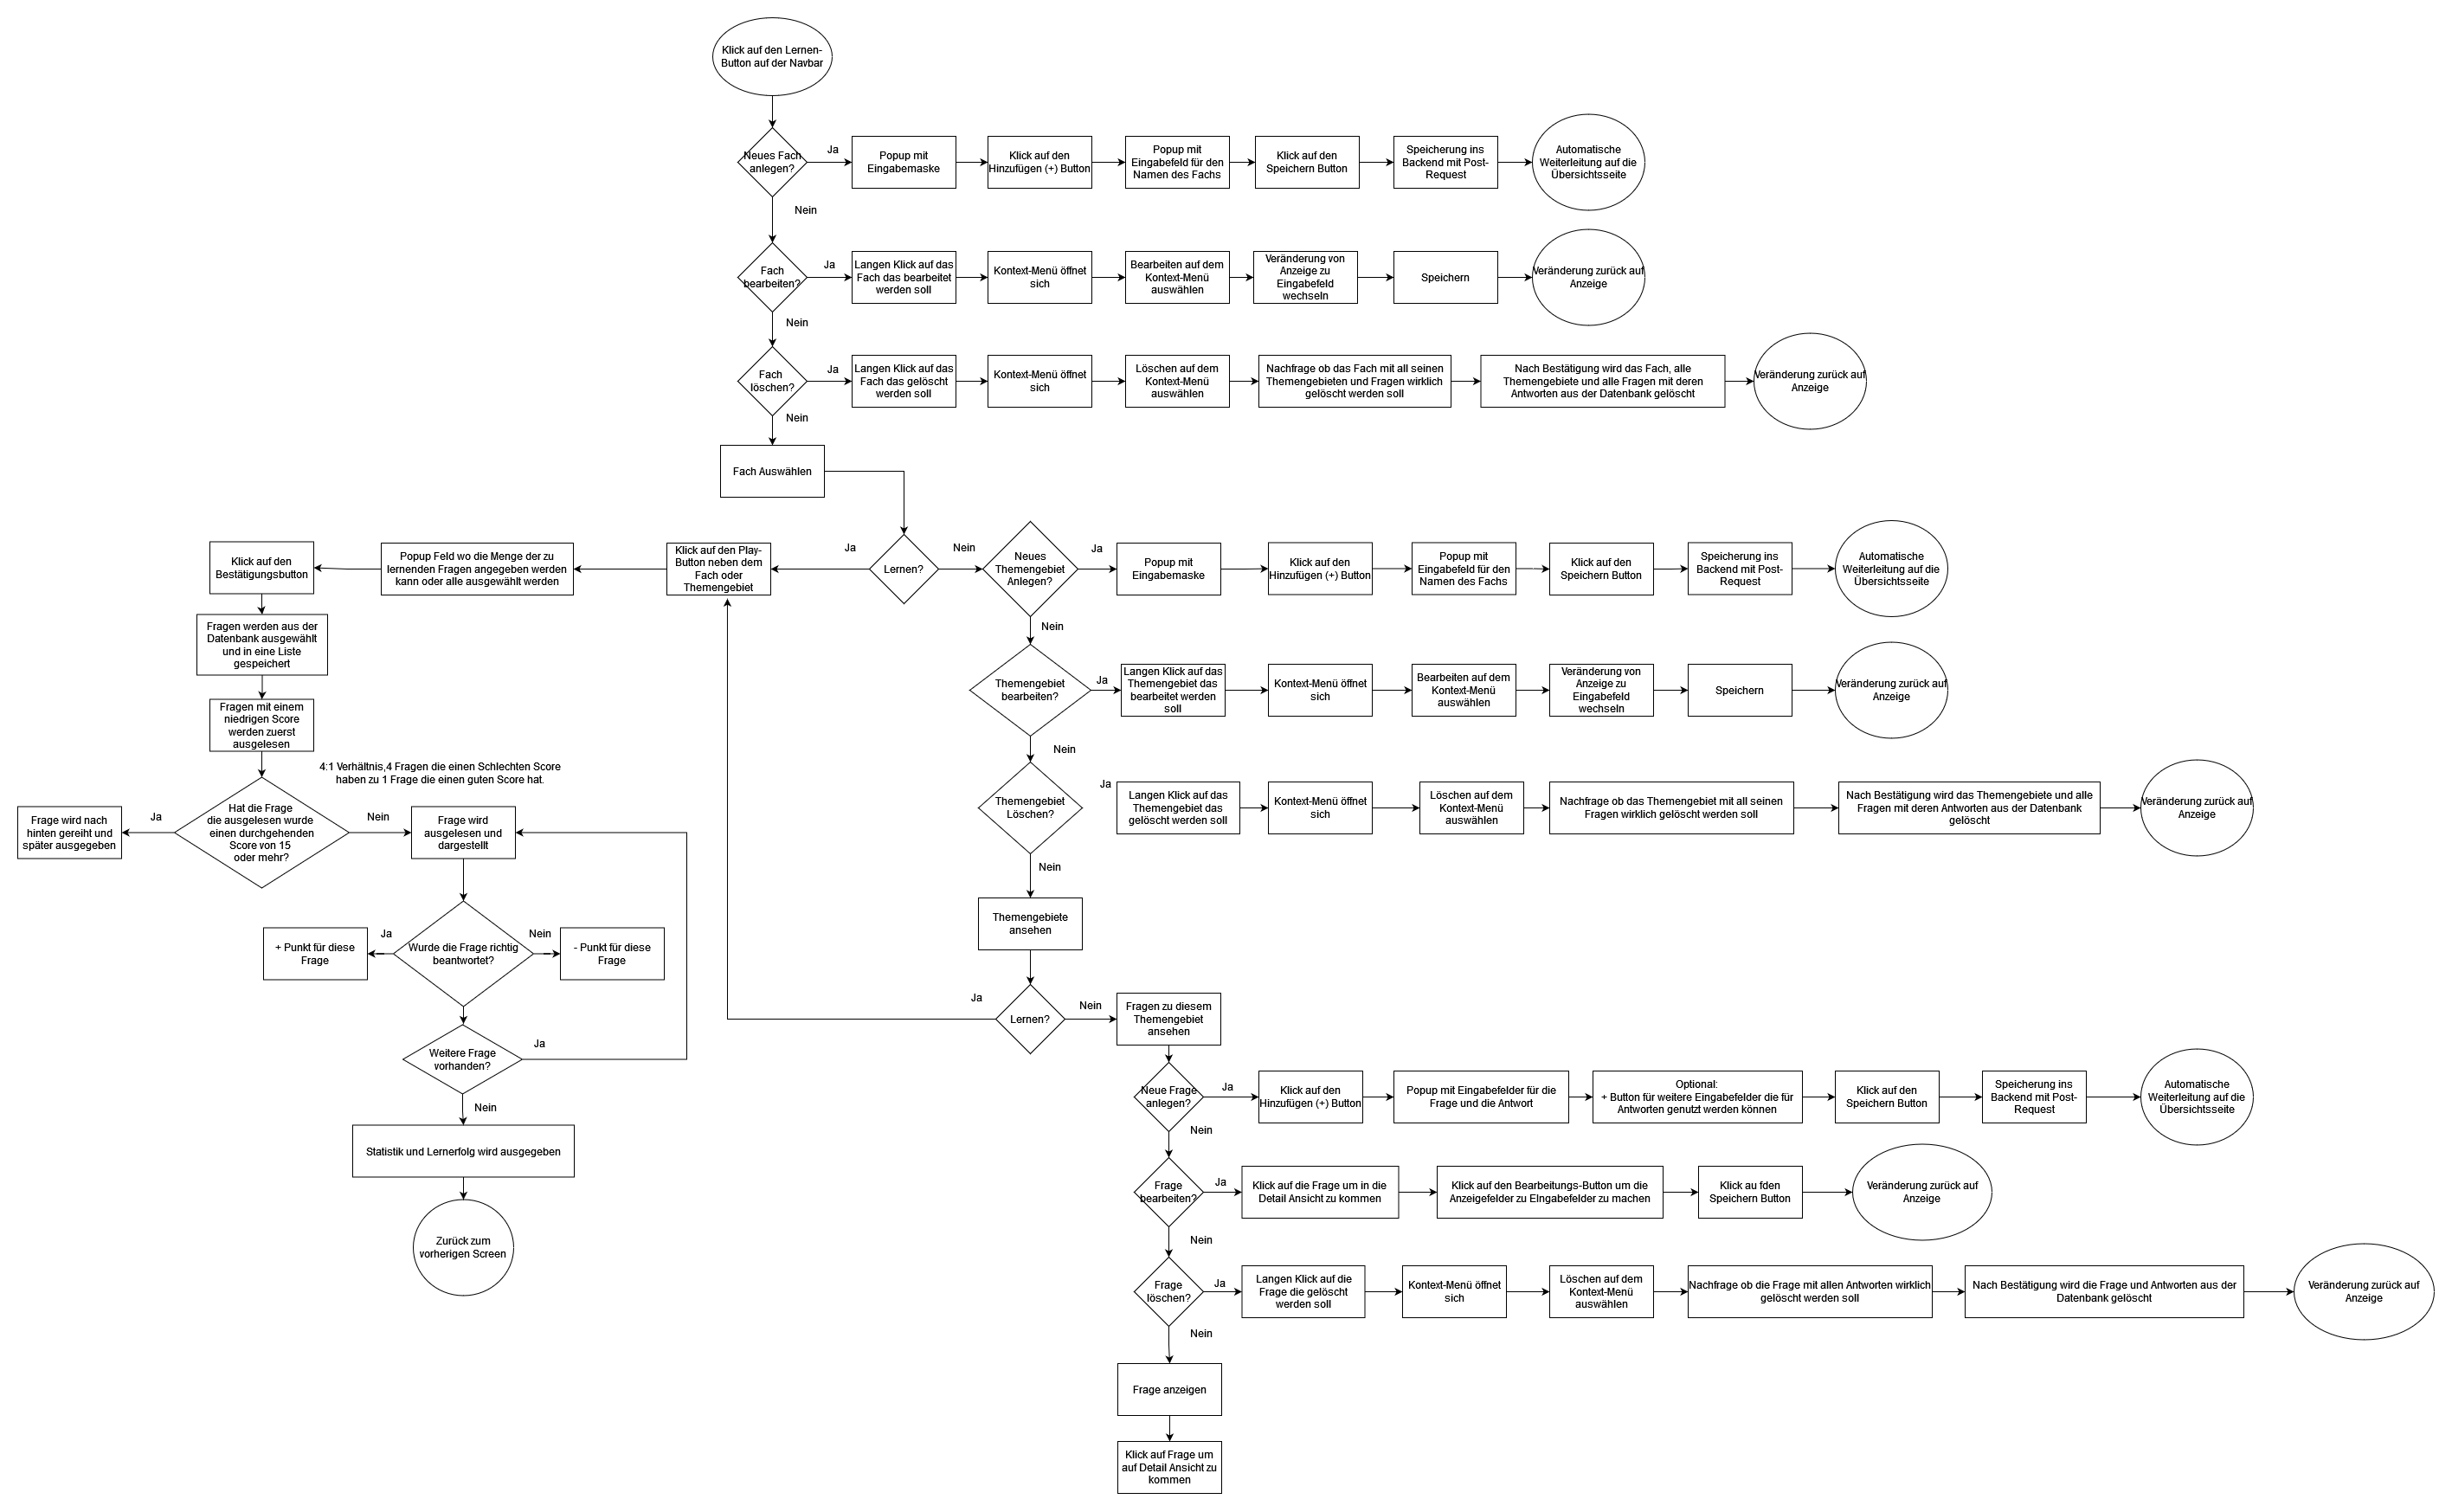 Klick auf den Lernen-
Button auf der Navbar
Neues Fach
anlegen?
Ja
Popup mit
Eingabemaske
Klick auf den
Hinzufügen (+) Button
Popup mit
Eingabefeld für den
Namen des Fachs
Klick auf den
Speichern Button
Speicherung ins
Backend mit Post-
Request
Automatische
Weiterleitung auf die
Übersichtsseite
Nein
Fach
bearbeiten?
Ja
Langen Klick auf das
Fach das bearbeitet
werden soll
Kontext-Menü öffnet
sich
Bearbeiten auf dem
Kontext-Menü
auswählen
Veränderung von
Anzeige zu
Eingabefeld
wechseln
Speichern
Veränderung zurück auf
Anzeige
Nein
Fach
löschen?
Ja
Langen Klick auf das
Fach das gelöscht
werden soll
Kontext-Menü öffnet
sich
Löschen auf dem
Kontext-Menü
auswählen
Nachfrage ob das Fach mit all seinen
Themengebieten und Fragen wirklich
gelöscht werden soll
Nach Bestätigung wird das Fach, alle
Themengebiete und alle Fragen mit deren
Antworten aus der Datenbank gelöscht
Veränderung zurück auf
Anzeige
Nein
Fach Auswählen
Lernen?
Ja
Klick auf den Play-
Button neben dem
Fach oder
Themengebiet
Popup Feld wo die Menge der zu
lernenden Fragen angegeben werden
kann oder alle ausgewählt werden
Klick auf den
Bestätigungsbutton
Fragen werden aus der
Datenbank ausgewählt
und in eine Liste
gespeichert
Fragen mit einem
niedrigen Score
werden zuerst
ausgelesen
4:1 Verhältnis,4 Fragen die einen Schlechten Score
haben zu 1 Frage die einen guten Score hat.
Hat die Frage
die ausgelesen wurde
einen durchgehenden
Score von 15
oder mehr?
Ja
Frage wird nach
hinten gereiht und
später ausgegeben
Nein
Frage wird
ausgelesen und
dargestellt
Wurde die Frage richtig
beantwortet?
Ja
+ Punkt für diese
Frage
Nein
- Punkt für diese
Frage
Weitere Frage
vorhanden?
Ja
Nein
Statistik und Lernerfolg wird ausgegeben
Zurück zum
vorherigen Screen
Nein
Neues
Themengebiet
Anlegen?
Ja
Popup mit
Eingabemaske
Klick auf den
Hinzufügen (+) Button
Popup mit
Eingabefeld für den
Namen des Fachs
Klick auf den
Speichern Button
Speicherung ins
Backend mit Post-
Request
Automatische
Weiterleitung auf die
Übersichtsseite
Nein
Themengebiet
bearbeiten?
Ja
Langen Klick auf das
Themengebiet das
bearbeitet werden
soll
Kontext-Menü öffnet
sich
Bearbeiten auf dem
Kontext-Menü
auswählen
Veränderung von
Anzeige zu
Eingabefeld
wechseln
Speichern
Veränderung zurück auf
Anzeige
Nein
Themengebiet
Löschen?
Ja
Langen Klick auf das
Themengebiet das
gelöscht werden soll
Kontext-Menü öffnet
sich
Löschen auf dem
Kontext-Menü
auswählen
Nachfrage ob das Themengebiet mit all seinen
Fragen wirklich gelöscht werden soll
Nach Bestätigung wird das Themengebiete und alle
Fragen mit deren Antworten aus der Datenbank
gelöscht
Veränderung zurück auf
Anzeige
Nein
Themengebiete
ansehen
Lernen?
Ja
Nein
Fragen zu diesem
Themengebiet
ansehen
Neue Frage
anlegen?
Ja
Klick auf den
Hinzufügen (+) Button
Popup mit Eingabefelder für die
Frage und die Antwort
Optional:
+ Button für weitere Eingabefelder die für
Antworten genutzt werden können
Klick auf den
Speichern Button
Speicherung ins
Backend mit Post-
Request
Automatische
Weiterleitung auf die
Übersichtsseite
Nein
Frage
bearbeiten?
Ja
Klick auf die Frage um in die
Detail Ansicht zu kommen
Klick auf den Bearbeitungs-Button um die
Anzeigefelder zu EIngabefelder zu machen
Klick au fden
Speichern Button
Veränderung zurück auf
Anzeige
Nein
Frage
löschen?
Ja
Langen Klick auf die
Frage die gelöscht
werden soll
Kontext-Menü öffnet
sich
Löschen auf dem
Kontext-Menü
auswählen
Nachfrage ob die Frage mit allen Antworten wirklich
gelöscht werden soll
Nach Bestätigung wird die Frage und Antworten aus der
Datenbank gelöscht
Veränderung zurück auf
Anzeige
Nein
Frage anzeigen
Klick auf Frage um
auf Detail Ansicht zu
kommen